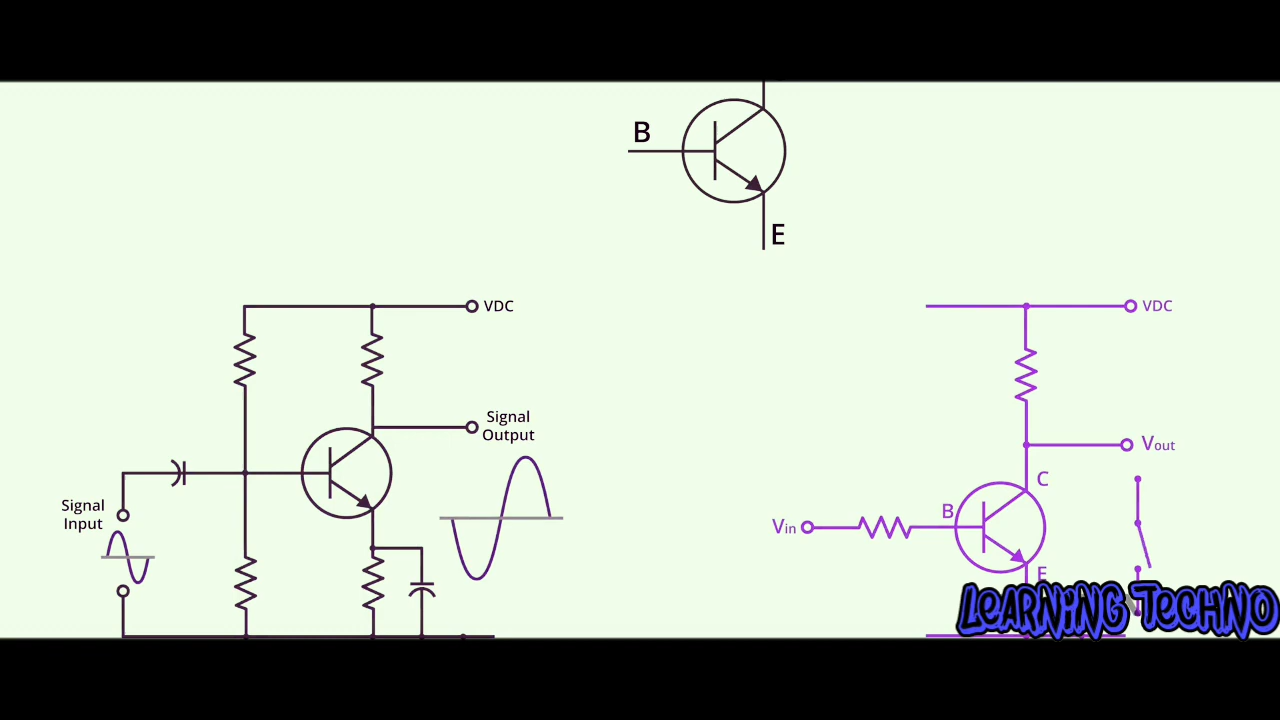 B
E
VDC
Signal
Output
Signal
Input
VDC
Vout
C
B
Vin
E
LEARNING TECHNO